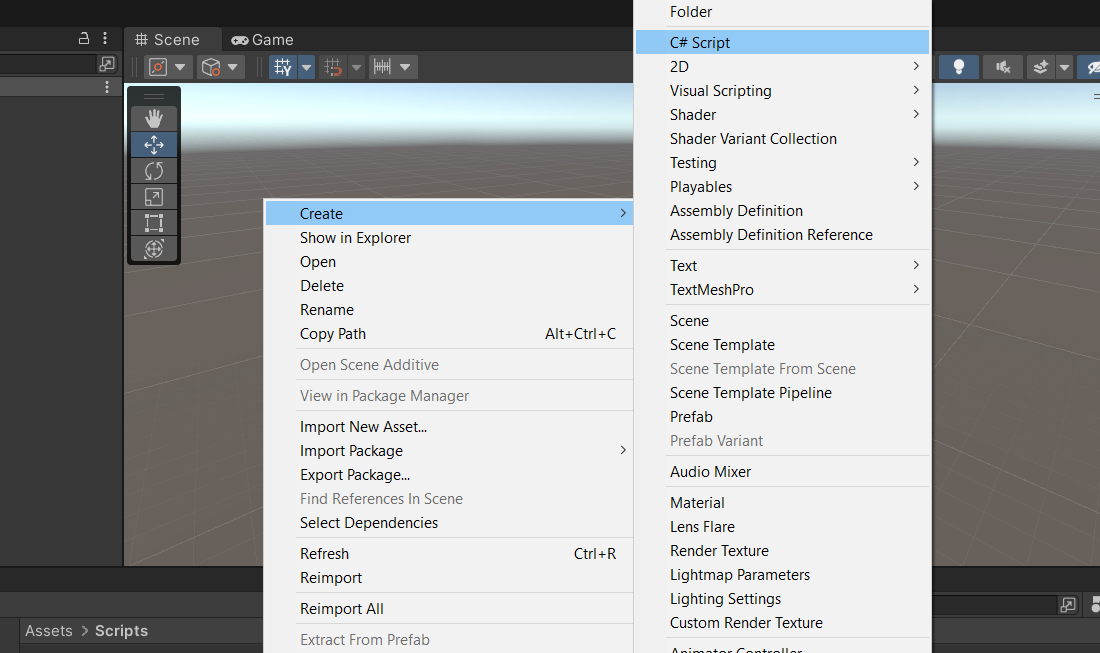 Scene
Game
Create
Show in Explorer
Open
Delete
Rename
Copy Path Alt+Ctrl+C
Open Scene Additive
View in Package Manager
Import New Asset...
Import Package
Export Package...
Find References In Scene
Select Dependencies
Refresh Ctrl+R
Reimport
Reimport All
Extract From Prefab
Folder
C# Script
2D
Visual Scripting
Shader
Shader Variant Collection
Testing
Playables
Assembly Definition
Assembly Definition Reference
Text
TextMeshPro
Scene
Scene Template
Scene Template From Scene
Scene Template Pipeline
Prefab
Prefab Variant
Audio Mixer
Material
Lens Flare
Render Texture
Lightmap Parameters
Lighting Settings
Custom Render Texture
Animator Controller
Assets > Scripts